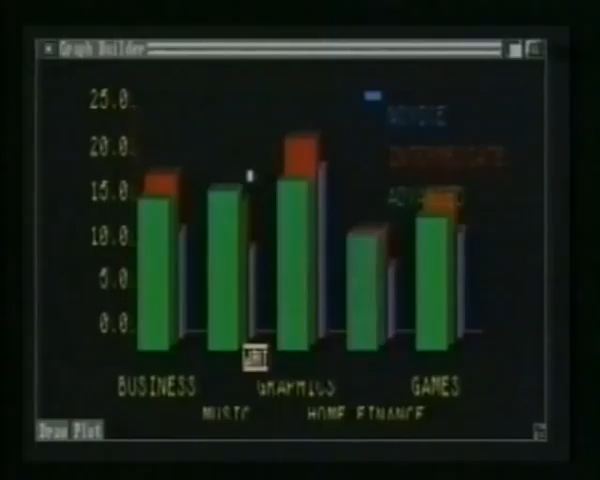 Graph Builder
25.0
20.0
15.0
10.0
5.0
0.0
NOVICE
INTERMEDIATE
ADVANCED
WAIT
BUSINESS GRAPHICS GAMES
MUSIC HOME FINANCE
Draw Plot